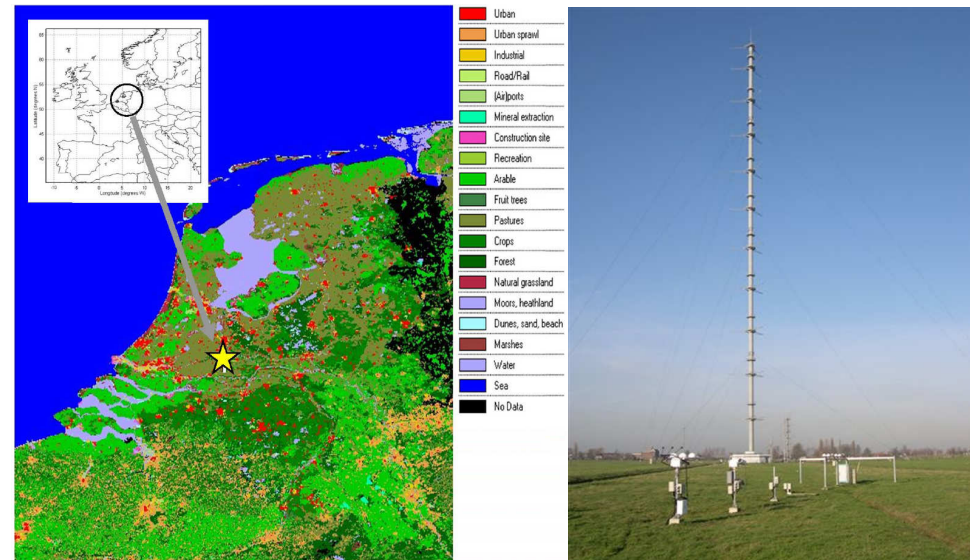 Urban
Urban sprawl
Industrial
Road/Rail
(Air)ports
Mineral extraction
Construction site
Recreation
Arable
Fruit trees
Pastures
Crops
Forest
Natural grassland
Moors, heathland
Dunes, sand, beach
Marshes
Water
Sea
No Data